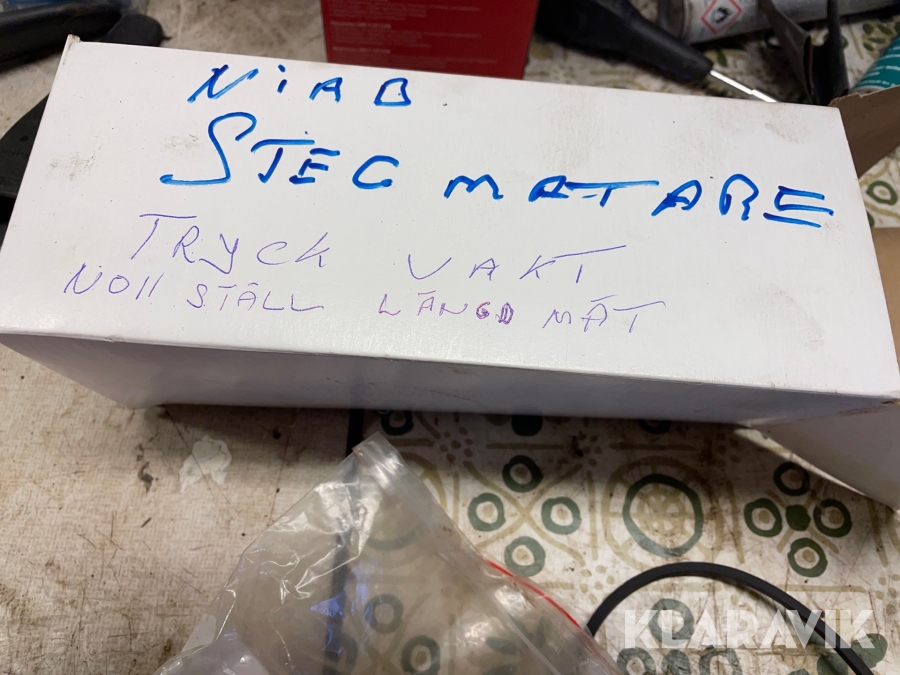 NiAB
STEG MATARE
TRYCK VAKT
NOll STÄLL LÄNGD MÄT
KLARAVIK